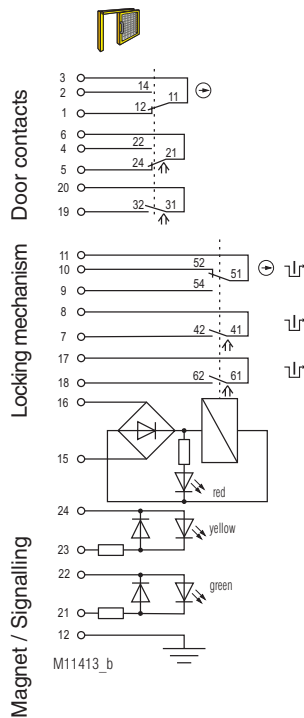 Door contacts
3
2 14
11
1 12
6
4 22
21
5 24
20
19 32 31
Locking mechanism
11
10 52
51
9 54
8
7 42 41
17
18 62 61
16
15
red
Magnet / Signalling
24
yellow
23
22
green
21
12
M11413_b